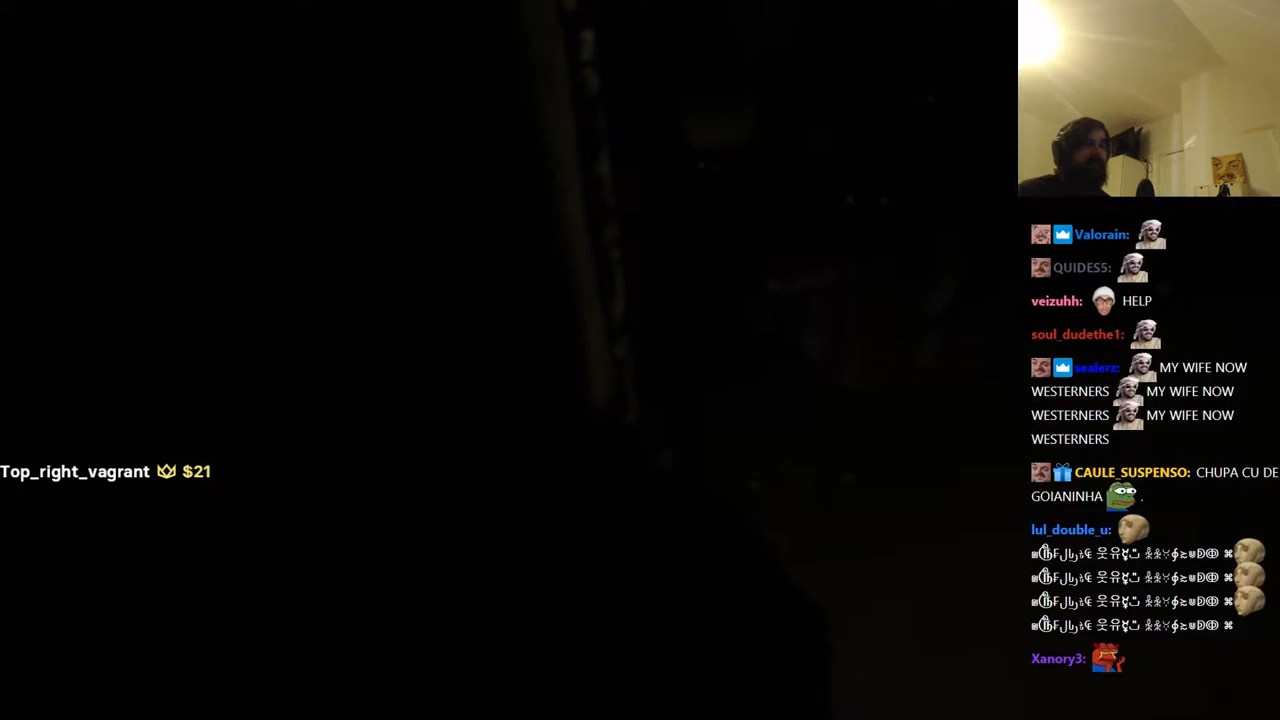 Valorain:
QUIDES5:
veizuhh: HELP
soul_dudethe1:
sealerz: MY WIFE NOW
WESTERNERS MY WIFE NOW
WESTERNERS MY WIFE NOW
WESTERNERS
CAULE_SUSPENSO: CHUPA CU DE
GOIANINHA .
lul_double_u:
Xanory3:
Top_right_vagrant $21